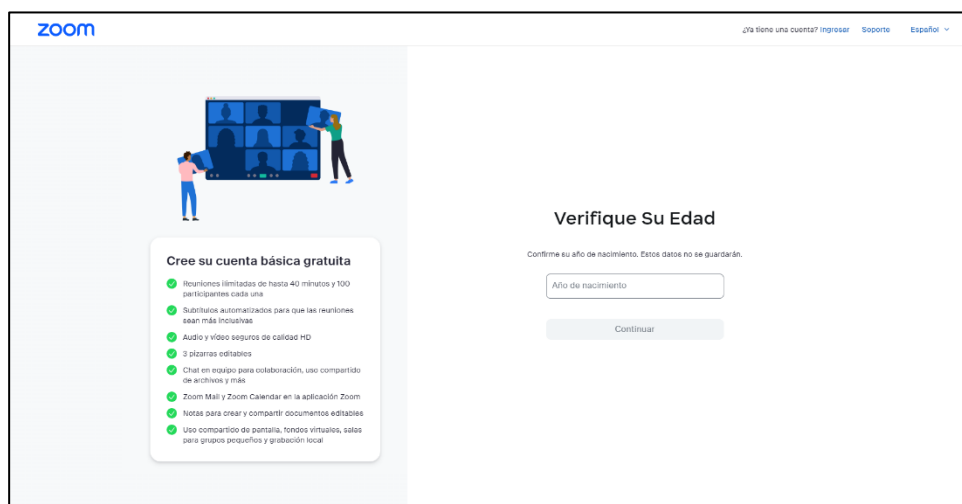 zoom
¿Ya tiene una cuenta? Ingresar Soporte Español
Verifique Su Edad
Confirme su año de nacimiento. Estos datos no se guardarán.
Año de nacimiento
Continuar
Cree su cuenta básica gratuita
Reuniones ilimitadas de hasta 40 minutos y 100
participantes cada una
Subtítulos automatizados para que las reuniones
sean más inclusivas
Audio y vídeo seguros de calidad HD
3 pizarras editables
Chat en equipo para colaboración, uso compartido
de archivos y más
Zoom Mail y Zoom Calendar en la aplicación Zoom
Notas para crear y compartir documentos editables
Uso compartido de pantalla, fondos virtuales, salas
para grupos pequeños y grabación local